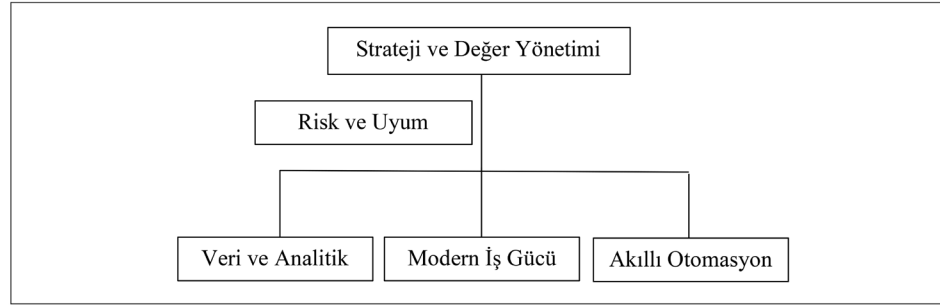 Strateji ve Değer Yönetimi
Risk ve Uyum
Veri ve Analitik
Modern İş Gücü
Akıllı Otomasyon